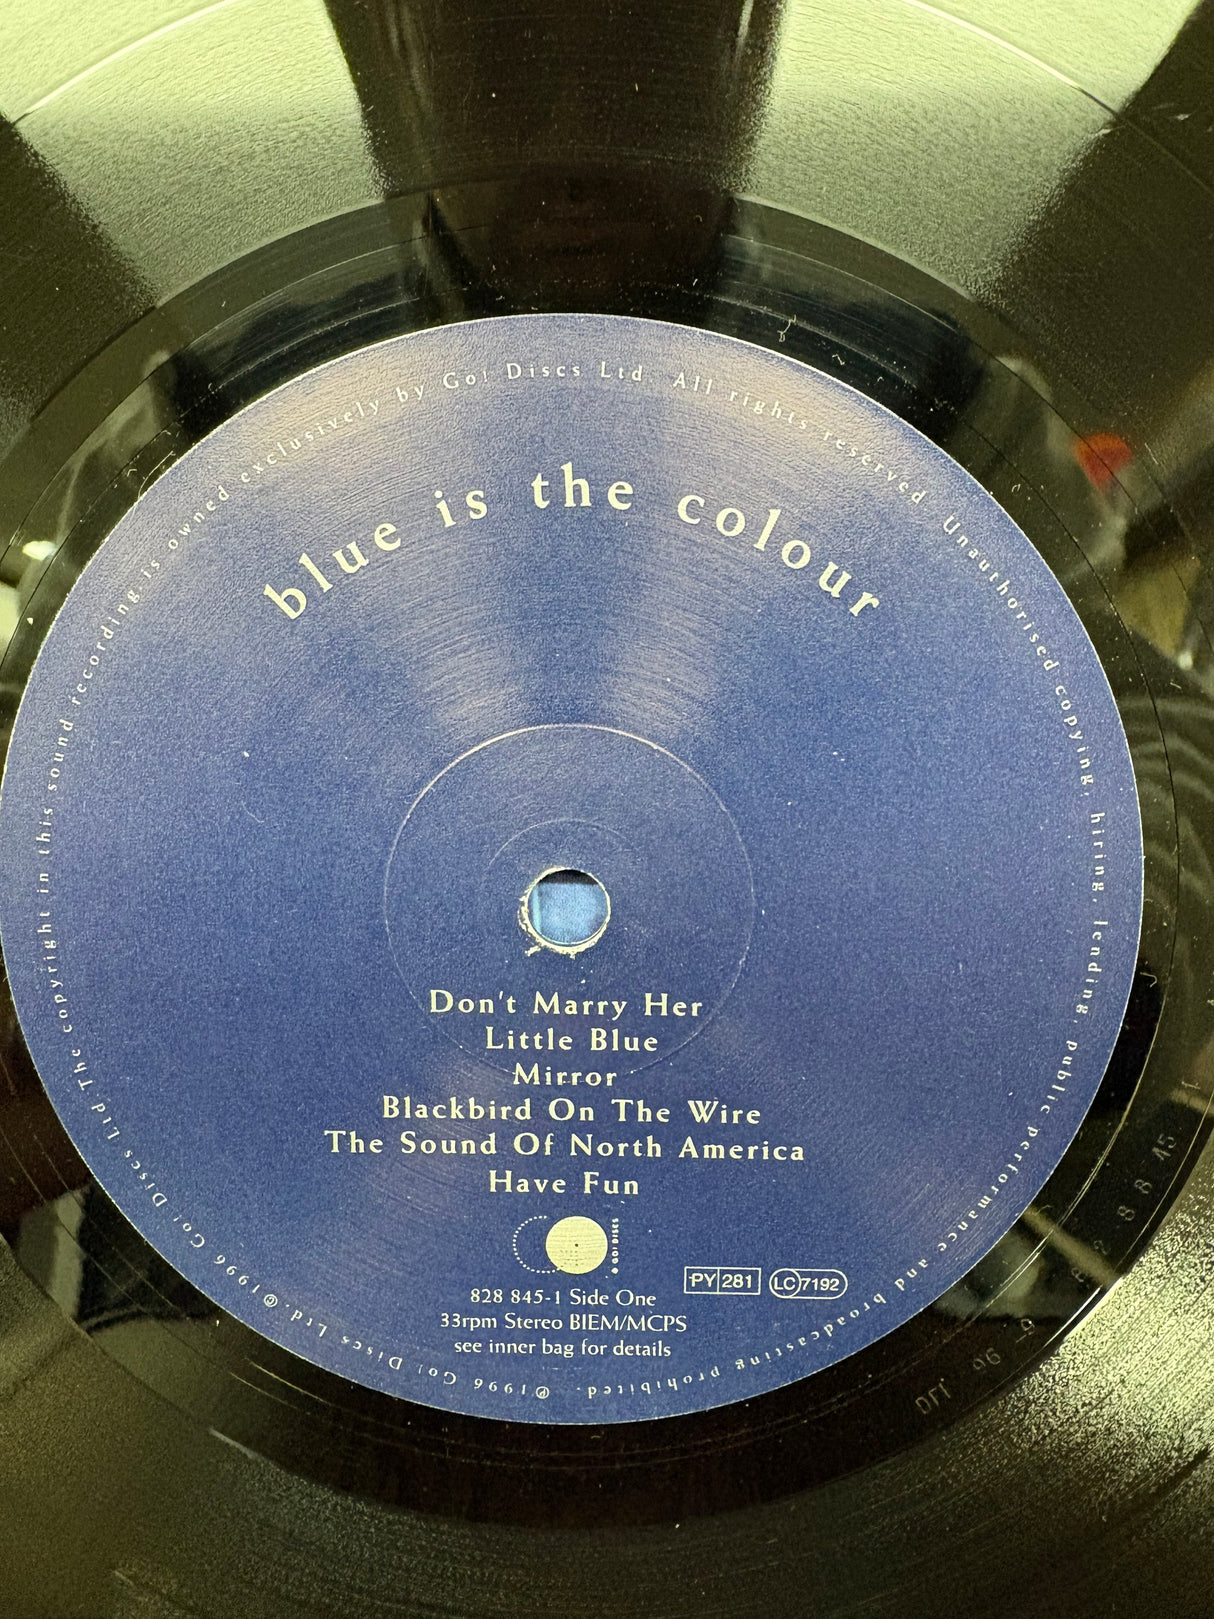 blue is the colour
Don't Marry Her
Little Blue
Mirror
Blackbird On The Wire
The Sound Of North America
Have Fun
GO! DISCS
PY 281 LC 7192
828 845-1 Side One
33rpm Stereo BIEM/MCPS
see inner bag for details
℗ 1996 Go! Discs Ltd. © 1996 Go! Discs Ltd The copyright in this sound recording is owned exclusively by Go! Discs Ltd. All rights reserved. Unauthorised copying, hiring, lending, public performance and broadcasting prohibited.